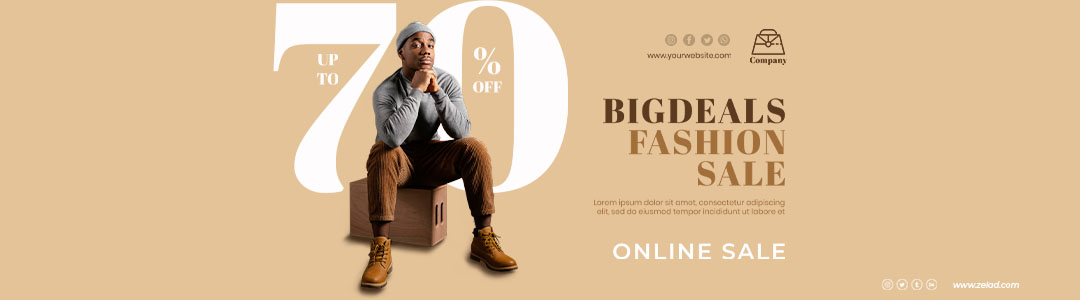 70
UP
TO
%
OFF
www.yourwebsite.com
Company
BIGDEALS
FASHION
SALE
Lorem ipsum dolor sit amet, consectetur adipiscing
elit, sed do eiusmod tempor incididunt ut labore et
ONLINE SALE
www.zelad.com